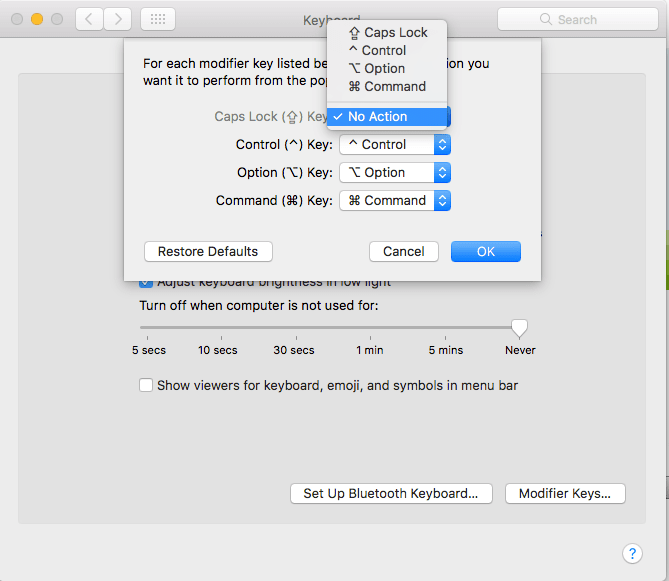 Keyboard
Search
⇪ Caps Lock
^ Control
⌥ Option
⌘ Command
✓ No Action
For each modifier key listed be
ion you
want it to perform from the pop
Caps Lock (⇪) Key
Control (^) Key: ^ Control
Option (⌥) Key: ⌥ Option
Command (⌘) Key: ⌘ Command
Restore Defaults Cancel OK
Adjust keyboard brightness in low light
Turn off when computer is not used for:
5 secs 10 secs 30 secs 1 min 5 mins Never
Show viewers for keyboard, emoji, and symbols in menu bar
Set Up Bluetooth Keyboard... Modifier Keys...
?